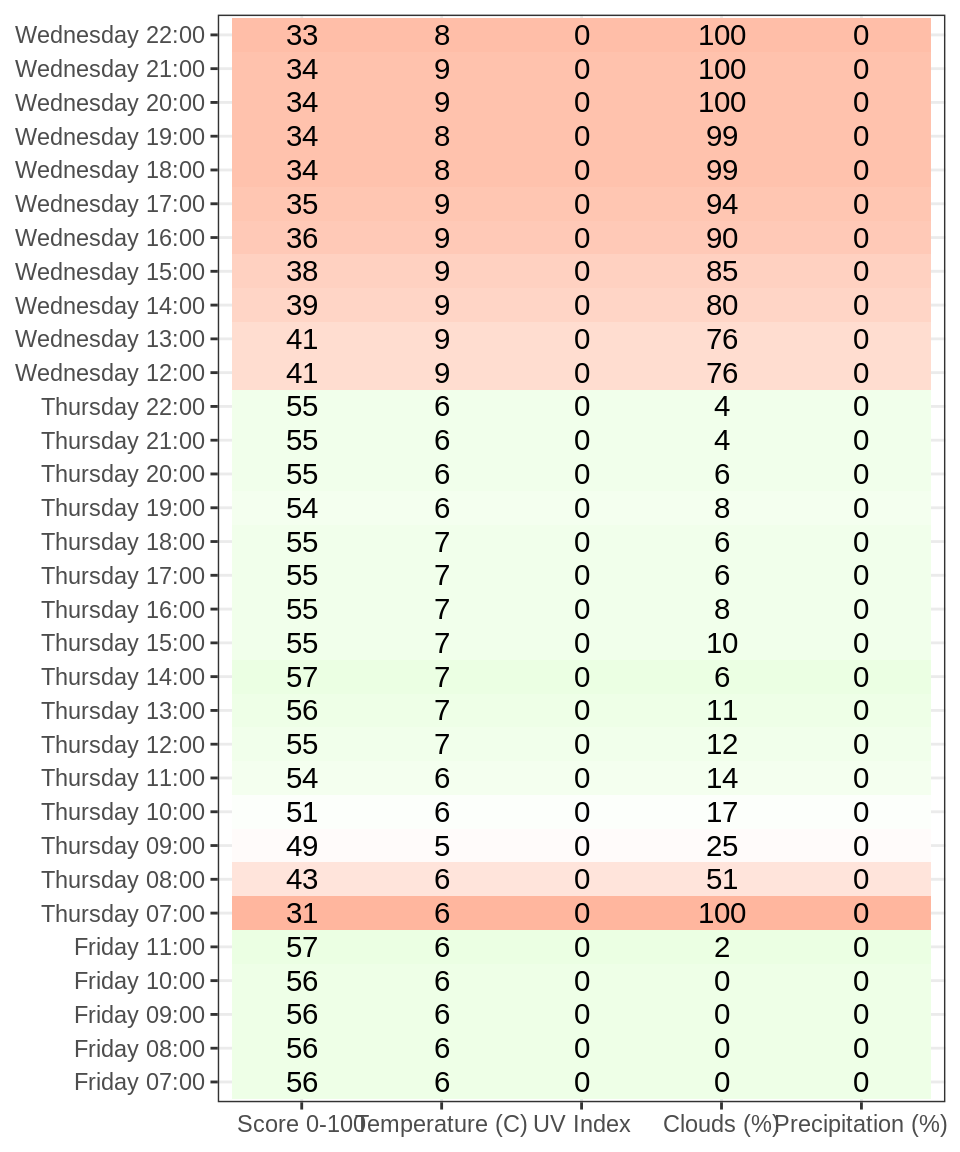 Wednesday 22:00 33 8 0 100 0
Wednesday 21:00 34 9 0 100 0
Wednesday 20:00 34 9 0 100 0
Wednesday 19:00 34 8 0 99 0
Wednesday 18:00 34 8 0 99 0
Wednesday 17:00 35 9 0 94 0
Wednesday 16:00 36 9 0 90 0
Wednesday 15:00 38 9 0 85 0
Wednesday 14:00 39 9 0 80 0
Wednesday 13:00 41 9 0 76 0
Wednesday 12:00 41 9 0 76 0
Thursday 22:00 55 6 0 4 0
Thursday 21:00 55 6 0 4 0
Thursday 20:00 55 6 0 6 0
Thursday 19:00 54 6 0 8 0
Thursday 18:00 55 7 0 6 0
Thursday 17:00 55 7 0 6 0
Thursday 16:00 55 7 0 8 0
Thursday 15:00 55 7 0 10 0
Thursday 14:00 57 7 0 6 0
Thursday 13:00 56 7 0 11 0
Thursday 12:00 55 7 0 12 0
Thursday 11:00 54 6 0 14 0
Thursday 10:00 51 6 0 17 0
Thursday 09:00 49 5 0 25 0
Thursday 08:00 43 6 0 51 0
Thursday 07:00 31 6 0 100 0
Friday 11:00 57 6 0 2 0
Friday 10:00 56 6 0 0 0
Friday 09:00 56 6 0 0 0
Friday 08:00 56 6 0 0 0
Friday 07:00 56 6 0 0 0
Score 0-100 Temperature (C) UV Index Clouds (%) Precipitation (%)